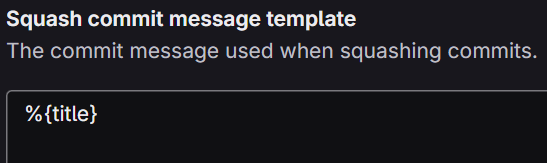 Squash commit message template
The commit message used when squashing commits.
%{title}